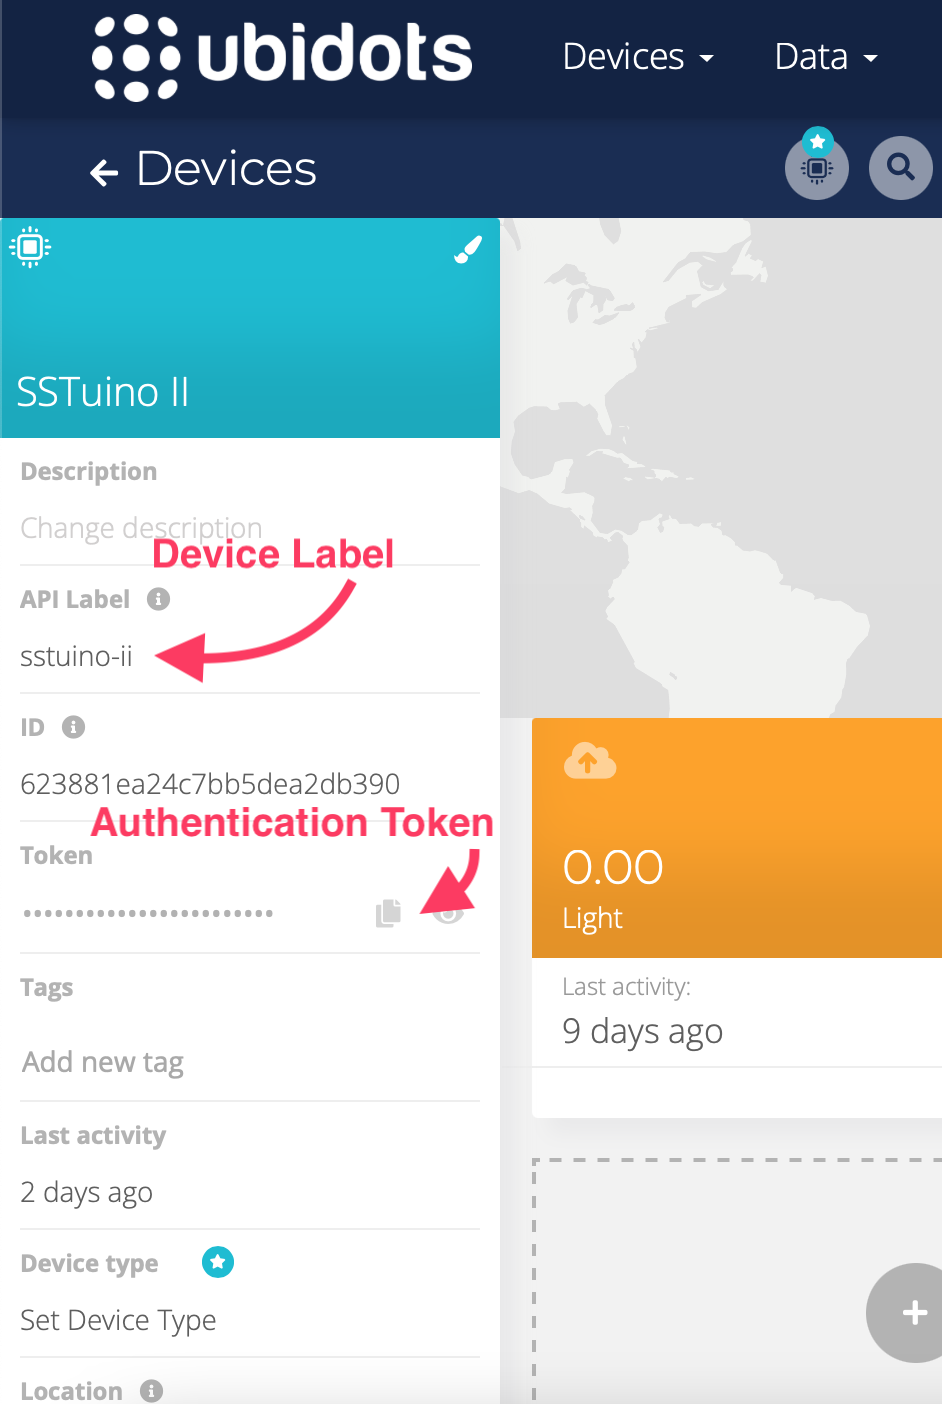 ubidots
Devices
Data
Devices
SSTuino II
Description
Change description
Device Label
API Label
sstuino-ii
ID
623881ea24c7bb5dea2db390
Authentication Token
Token
••••••••••••••••••••••••
Tags
Add new tag
Last activity
2 days ago
Device type
Set Device Type
Location
0.00
Light
Last activity:
9 days ago